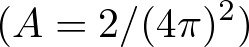 (A = 2/(4π)²)